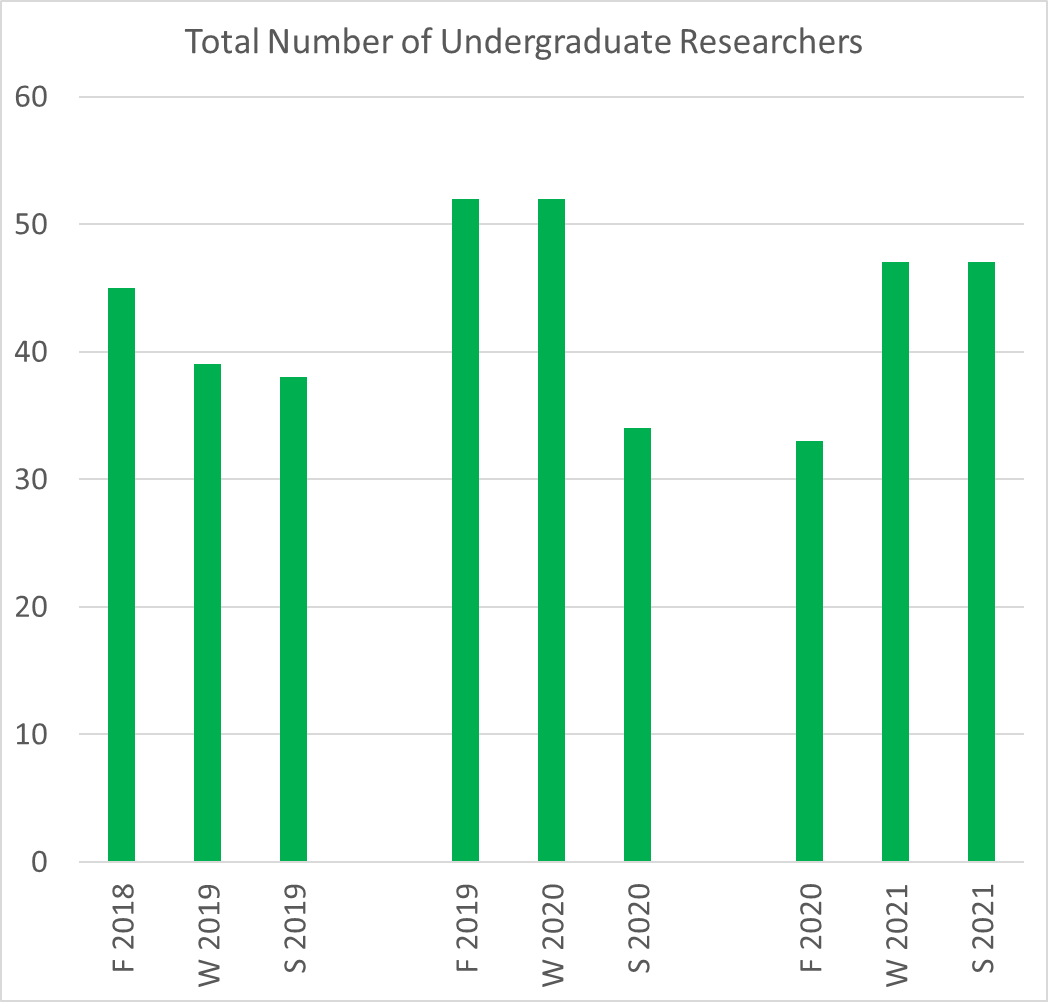 Total Number of Undergraduate Researchers
60
50
40
30
20
10
0
F 2018
W 2019
S 2019
F 2019
W 2020
S 2020
F 2020
W 2021
S 2021